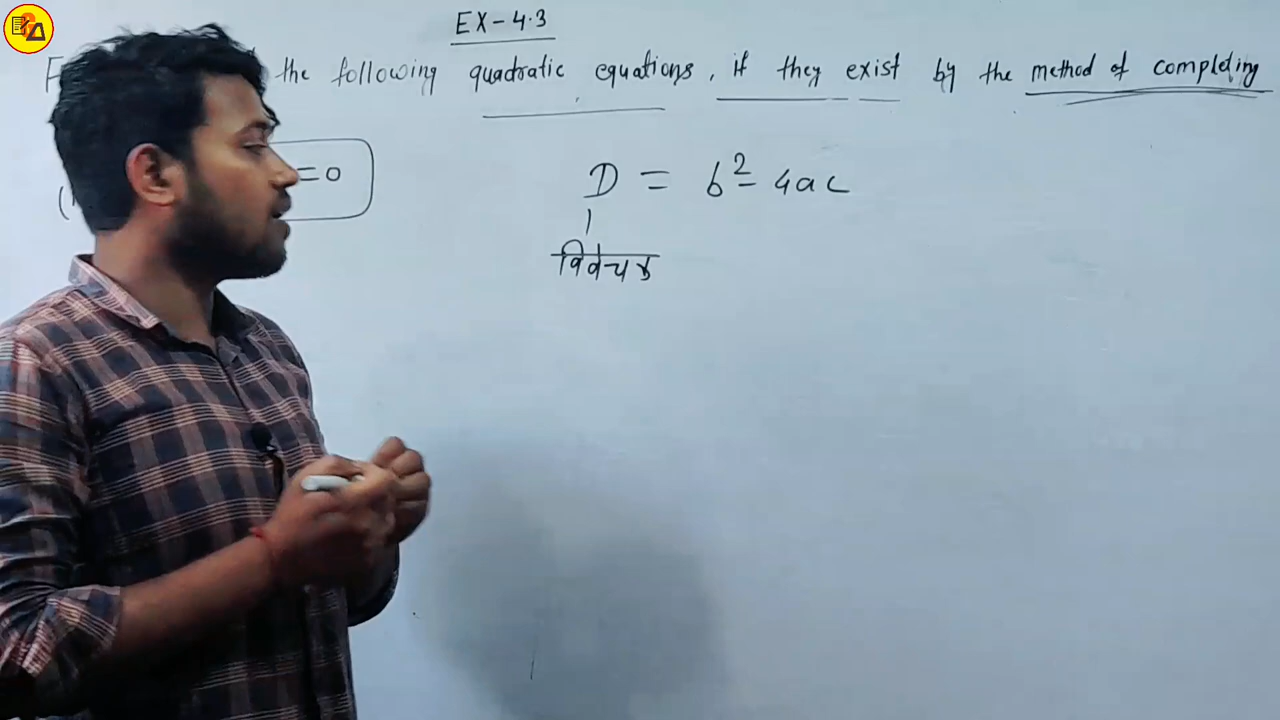 EX-4.3
the following quadratic equations, if they exist by the method of completing
=0
D = b²-4ac
विवेचक